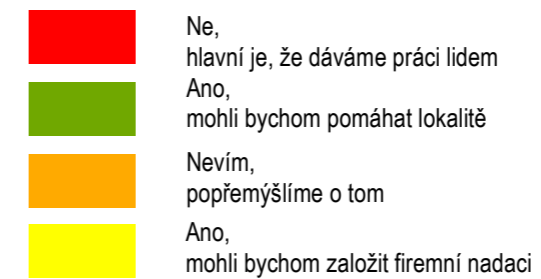 Ne,
hlavní je, že dáváme práci lidem
Ano,
mohli bychom pomáhat lokalitě
Nevím,
popřemýšlíme o tom
Ano,
mohli bychom založit firemní nadaci